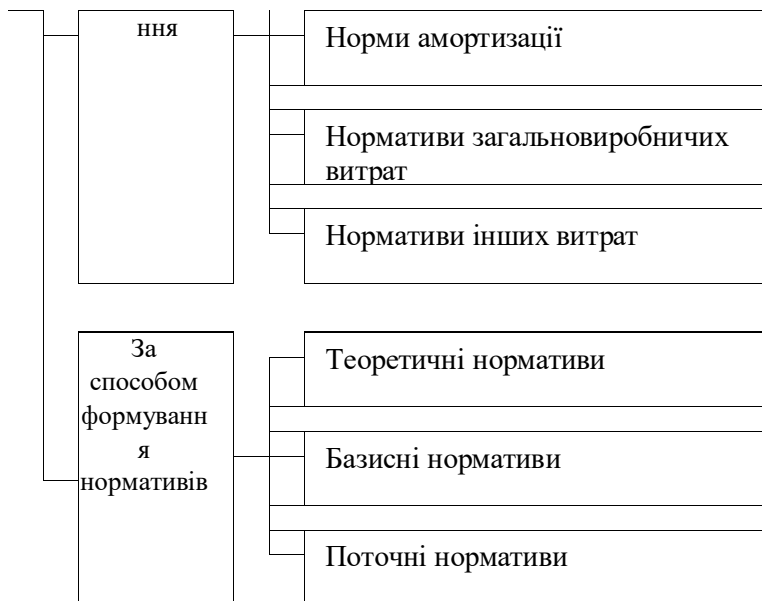 ння
Норми амортизації
Нормативи загальновиробничих
витрат
Нормативи інших витрат
За
способом
формуванн
я
нормативів
Теоретичні нормативи
Базисні нормативи
Поточні нормативи